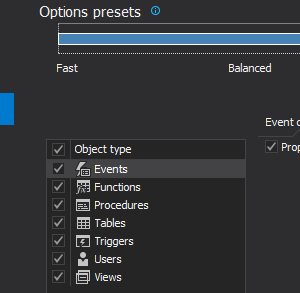 Options presets
Fast Balanced
Event
Object type
Prop
Events
Functions
Procedures
Tables
Triggers
Users
Views